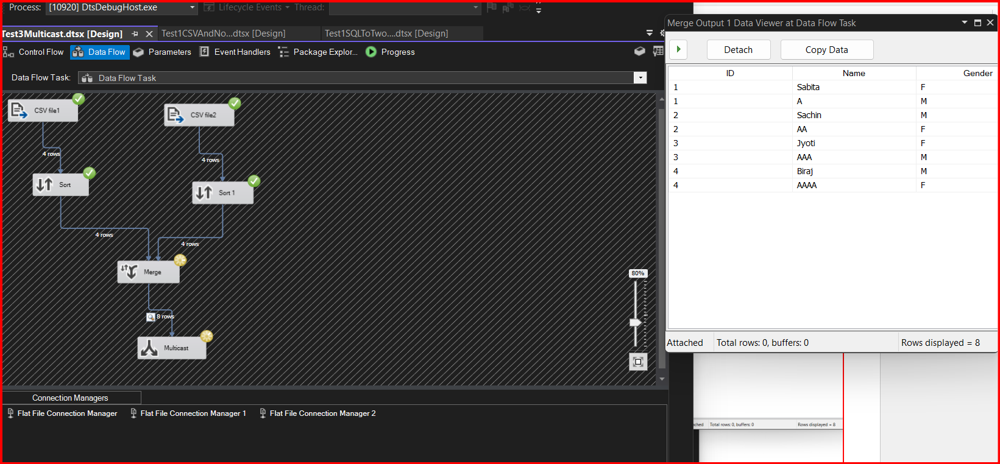 Process: [10920] DtsDebugHost.exe Lifecycle Events Thread:
Test3Multicast.dtsx [Design] Test1CSVAndNo....dtsx [Design] Test1SQLToTwo....dtsx [Design]
Control Flow Data Flow Parameters Event Handlers Package Explor... Progress
Data Flow Task: Data Flow Task
CSV file1
CSV file2
4 rows
4 rows
Sort
Sort 1
4 rows
4 rows
Merge
80%
8 rows
Multicast
Connection Managers
Flat File Connection Manager Flat File Connection Manager 1 Flat File Connection Manager 2
Merge Output 1 Data Viewer at Data Flow Task
Detach Copy Data
ID Name Gender
1 Sabita F
1 A M
2 Sachin M
2 AA F
3 Jyoti F
3 AAA M
4 Biraj M
4 AAAA F
Attached Total rows: 0, buffers: 0 Rows displayed = 8
ched Total rows: 0, buffers: 0 Rows displayed = 8